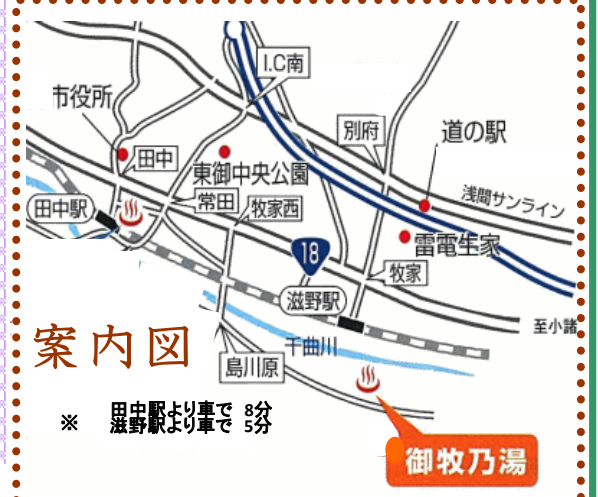 I.C南
市役所
別府
道の駅
田中
東御中央公園
浅間サンライン
常田
田中駅
牧家西
雷電生家
18
牧家
滋野駅
至小諸
案内図
千曲川
島川原
※ 田中駅より車で 8分
滋野駅より車で 5分
御牧乃湯